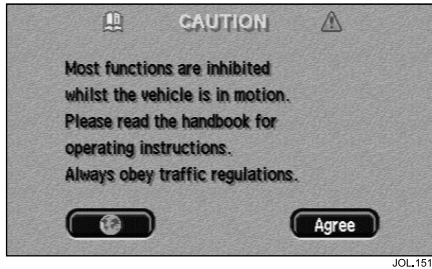 CAUTION
Most functions are inhibited
whilst the vehicle is in motion.
Please read the handbook for
operating instructions.
Always obey traffic regulations.
Agree
JOL.151